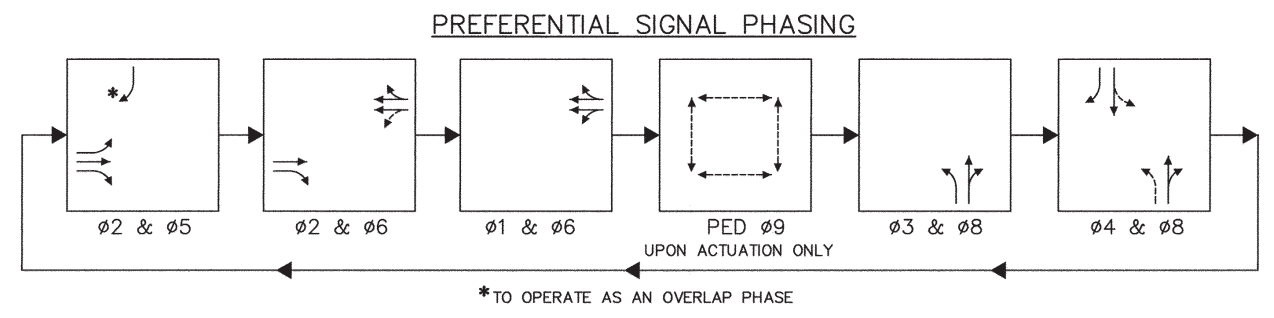 PREFERENTIAL SIGNAL PHASING
*
ø2 & ø5
ø2 & ø6
ø1 & ø6
PED ø9
ø3 & ø8
ø4 & ø8
UPON ACTUATION ONLY
*TO OPERATE AS AN OVERLAP PHASE